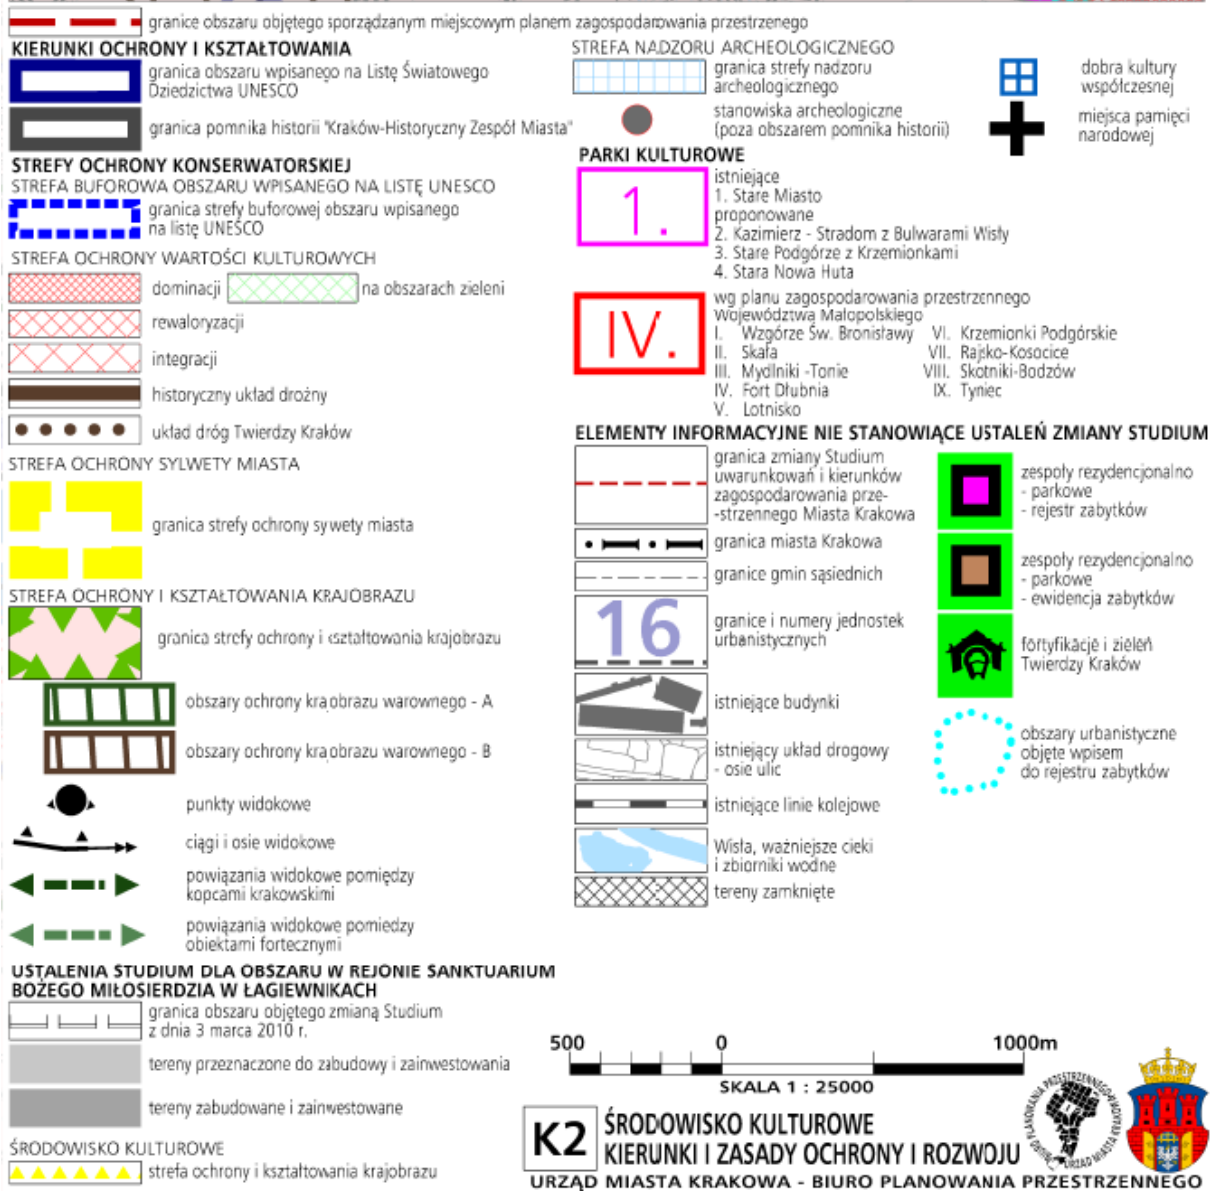 granice obszaru objętego sporządzanym miejscowym planem zagospodarowania przestrzenego
KIERUNKI OCHRONY I KSZTAŁTOWANIA
granica obszaru wpisanego na Listę Światowego
Dziedzictwa UNESCO
granica pomnika historii "Kraków-Historyczny Zespół Miasta"
STREFY OCHRONY KONSERWATORSKIEJ
STREFA BUFOROWA OBSZARU WPISANEGO NA LISTĘ UNESCO
granica strefy buforowej obszaru wpisanego
na listę UNESCO
STREFA OCHRONY WARTOŚCI KULTUROWYCH
dominacji
na obszarach zieleni
rewaloryzacji
integracji
historyczny układ drożny
układ dróg Twierdzy Kraków
STREFA OCHRONY SYLWETY MIASTA
granica strefy ochrony sywety miasta
STREFA OCHRONY I KSZTAŁTOWANIA KRAJOBRAZU
granica strefy ochrony i kształtowania krajobrazu
obszary ochrony krajobrazu warownego - A
obszary ochrony krajobrazu warownego - B
punkty widokowe
ciągi i osie widokowe
powiązania widokowe pomiędzy
kopcami krakowskimi
powiązania widokowe pomiedzy
obiektami fortecznymi
USTALENIA STUDIUM DLA OBSZARU W REJONIE SANKTUARIUM
BOŻEGO MIŁOSIERDZIA W ŁAGIEWNIKACH
granica obszaru objętego zmianą Studium
z dnia 3 marca 2010 r.
tereny przeznaczone do zabudowy i zainwestowania
tereny zabudowane i zainwestowane
ŚRODOWISKO KULTUROWE
strefa ochrony i kształtowania krajobrazu
STREFA NADZORU ARCHEOLOGICZNEGO
granica strefy nadzoru
archeologicznego
stanowiska archeologiczne
(poza obszarem pomnika historii)
dobra kultury
współczesnej
miejsca pamięci
narodowej
PARKI KULTUROWE
1.
istniejące
1. Stare Miasto
proponowane
2. Kazimierz - Stradom z Bulwarami Wisły
3. Stare Podgórze z Krzemionkami
4. Stara Nowa Huta
IV.
wg planu zagospodarowania przestrzennego
Województwa Małopolskiego
I. Wzgórze Św. Bronisławy
II. Skała
III. Mydlniki -Tonie
IV. Fort Dłubnia
V. Lotnisko
VI. Krzemionki Podgórskie
VII. Rajsko-Kosocice
VIII. Skotniki-Bodzów
IX. Tyniec
ELEMENTY INFORMACYJNE NIE STANOWIĄCE USTALEŃ ZMIANY STUDIUM
granica zmiany Studium
uwarunkowań i kierunków
zagospodarowania prze-
-strzennego Miasta Krakowa
granica miasta Krakowa
granice gmin sąsiednich
16
granice i numery jednostek
urbanistycznych
istniejące budynki
istniejący układ drogowy
- osie ulic
istniejące linie kolejowe
Wisła, ważniejsze cieki
i zbiorniki wodne
tereny zamknięte
zespoły rezydencjonalno
- parkowe
- rejestr zabytków
zespoły rezydencjonalno
- parkowe
- ewidencja zabytków
fortyfikacje i zieleń
Twierdzy Kraków
obszary urbanistyczne
objęte wpisem
do rejestru zabytków
500 0 1000m
SKALA 1 : 25000
K2
ŚRODOWISKO KULTUROWE
KIERUNKI I ZASADY OCHRONY I ROZWOJU
BIURO PLANOWANIA PRZESTRZENNEGO
URZĄD MIASTA KRAKOWA
URZĄD MIASTA KRAKOWA - BIURO PLANOWANIA PRZESTRZENNEGO